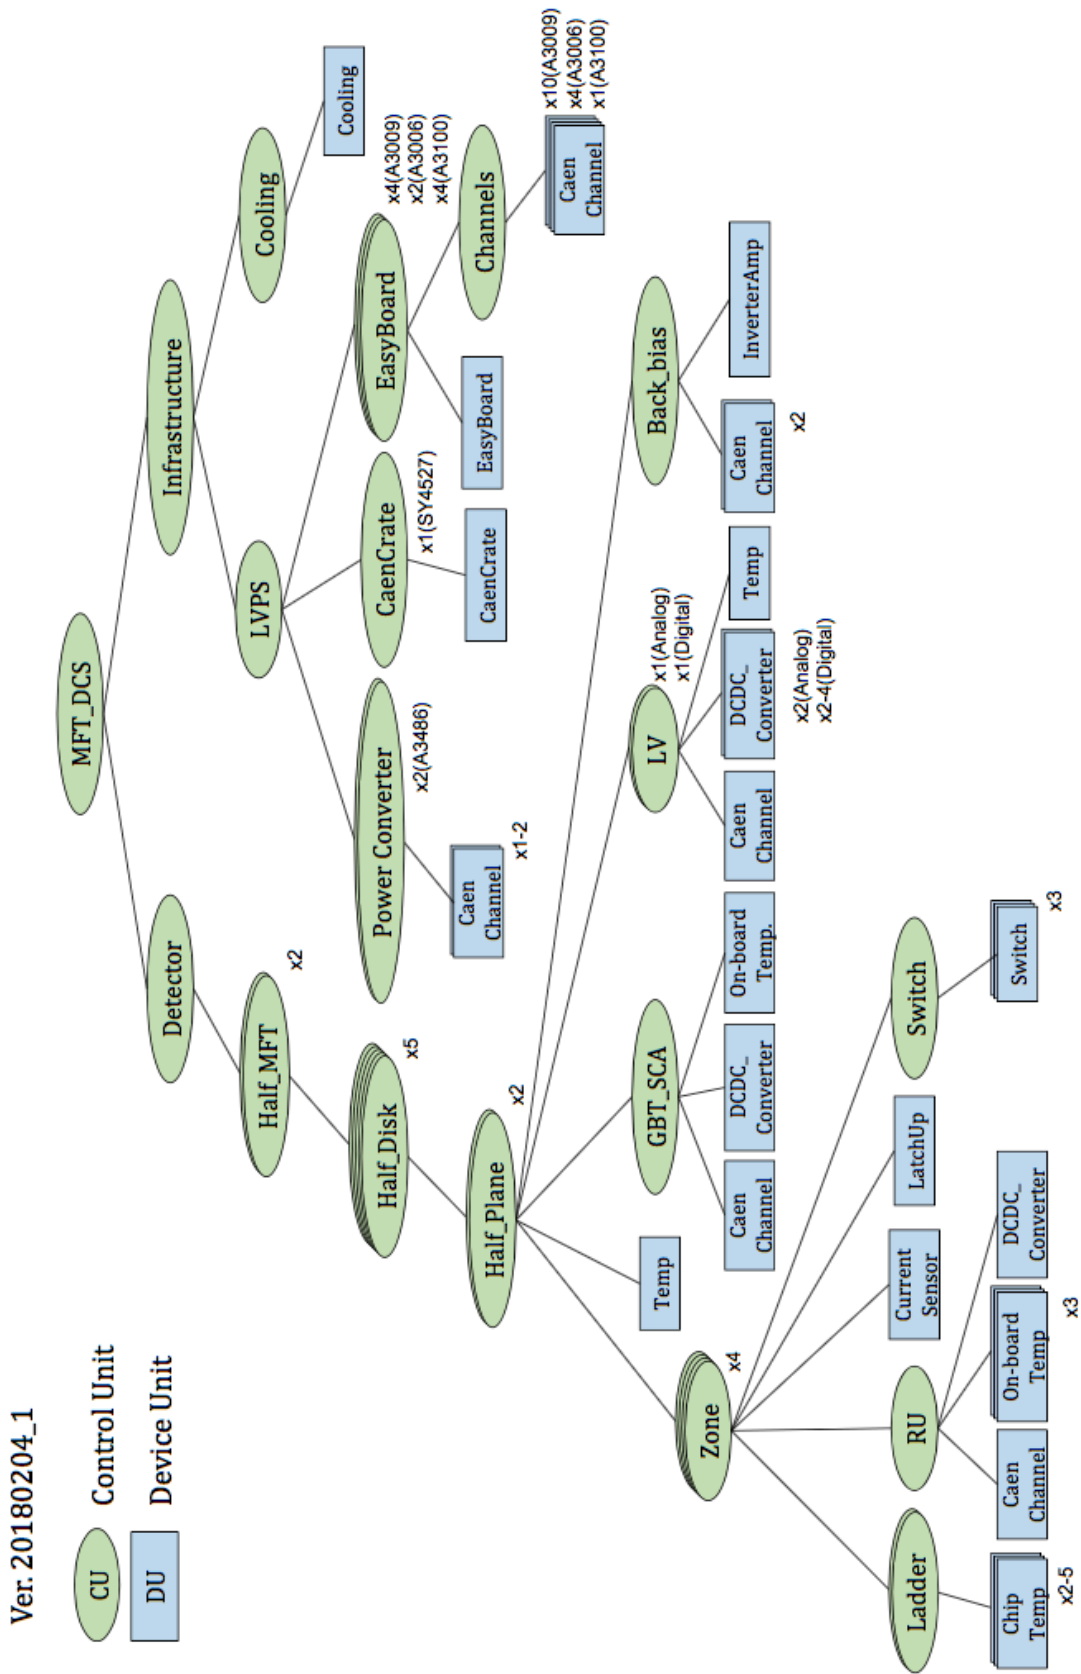 Ver. 20180204_1
CU
Control Unit
DU
Device Unit
MFT_DCS
Detector
Infrastructure
Half_MFT
x2
LVPS
Cooling
Cooling
Half_Disk
x5
Power Converter
x2(A3486)
CaenCrate
x1(SY4527)
EasyBoard
x4(A3009)
x2(A3006)
x4(A3100)
Half_Plane
x2
Caen
Channel
x1-2
CaenCrate
EasyBoard
Channels
Caen
Channel
x10(A3009)
x4(A3006)
x1(A3100)
Zone
x4
Temp
GBT_SCA
LV
x1(Analog)
x1(Digital)
Back_bias
Caen
Channel
DCDC_
Converter
On-board
Temp.
Caen
Channel
DCDC_
Converter
x2(Analog)
x2-4(Digital)
Temp
Caen
Channel
x2
InverterAmp
Ladder
RU
Current
Sensor
LatchUp
Switch
Chip
Temp
x2-5
Caen
Channel
On-board
Temp
x3
DCDC_
Converter
Switch
x3